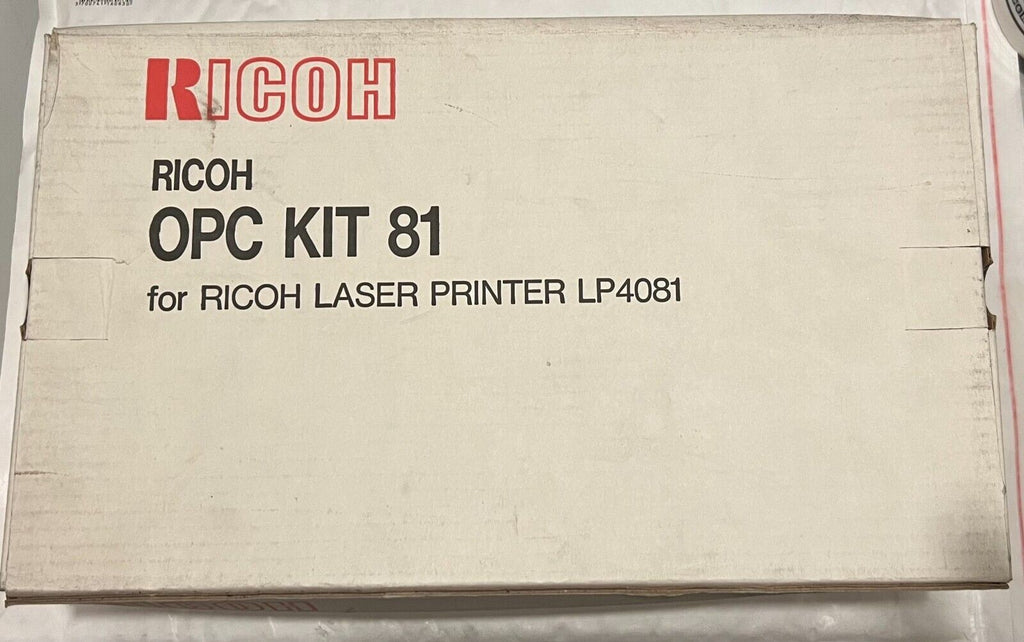 RICOH
RICOH
OPC KIT 81
for RICOH LASER PRINTER LP4081